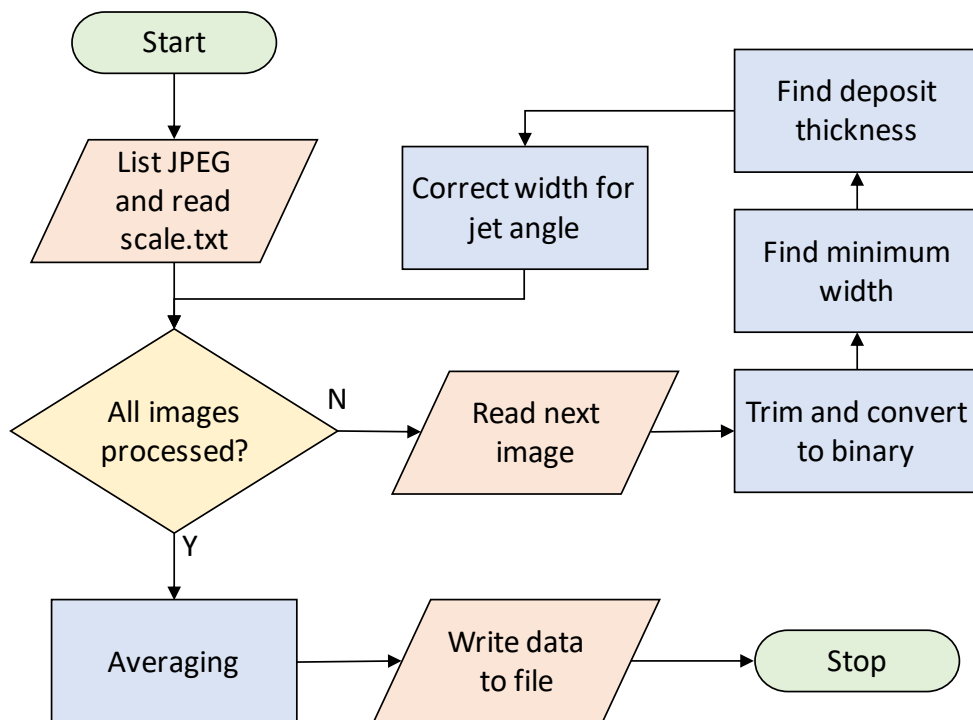 Start
List JPEG
and read
scale.txt
Correct width for
jet angle
Find deposit
thickness
Find minimum
width
All images
processed?
N
Read next
image
Trim and convert
to binary
Y
Averaging
Write data
to file
Stop